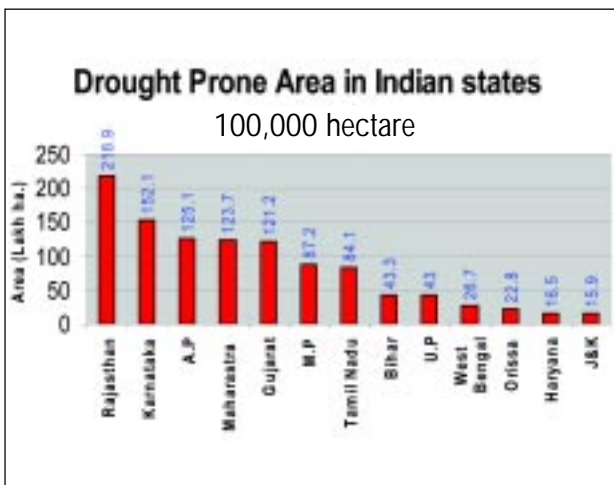 Drought Prone Area in Indian states
100,000 hectare
Area (Lakh ha.)
250
200
150
100
50
0
218.9
152.1
125.1
123.7
121.2
87.2
84.1
43.3
43
26.7
22.8
16.5
15.9
Rajasthan
Karnataka
A.P
Maharastra
Gujarat
M.P
Tamil Nadu
Bihar
U.P
West
Bengal
Orissa
Haryana
J&K